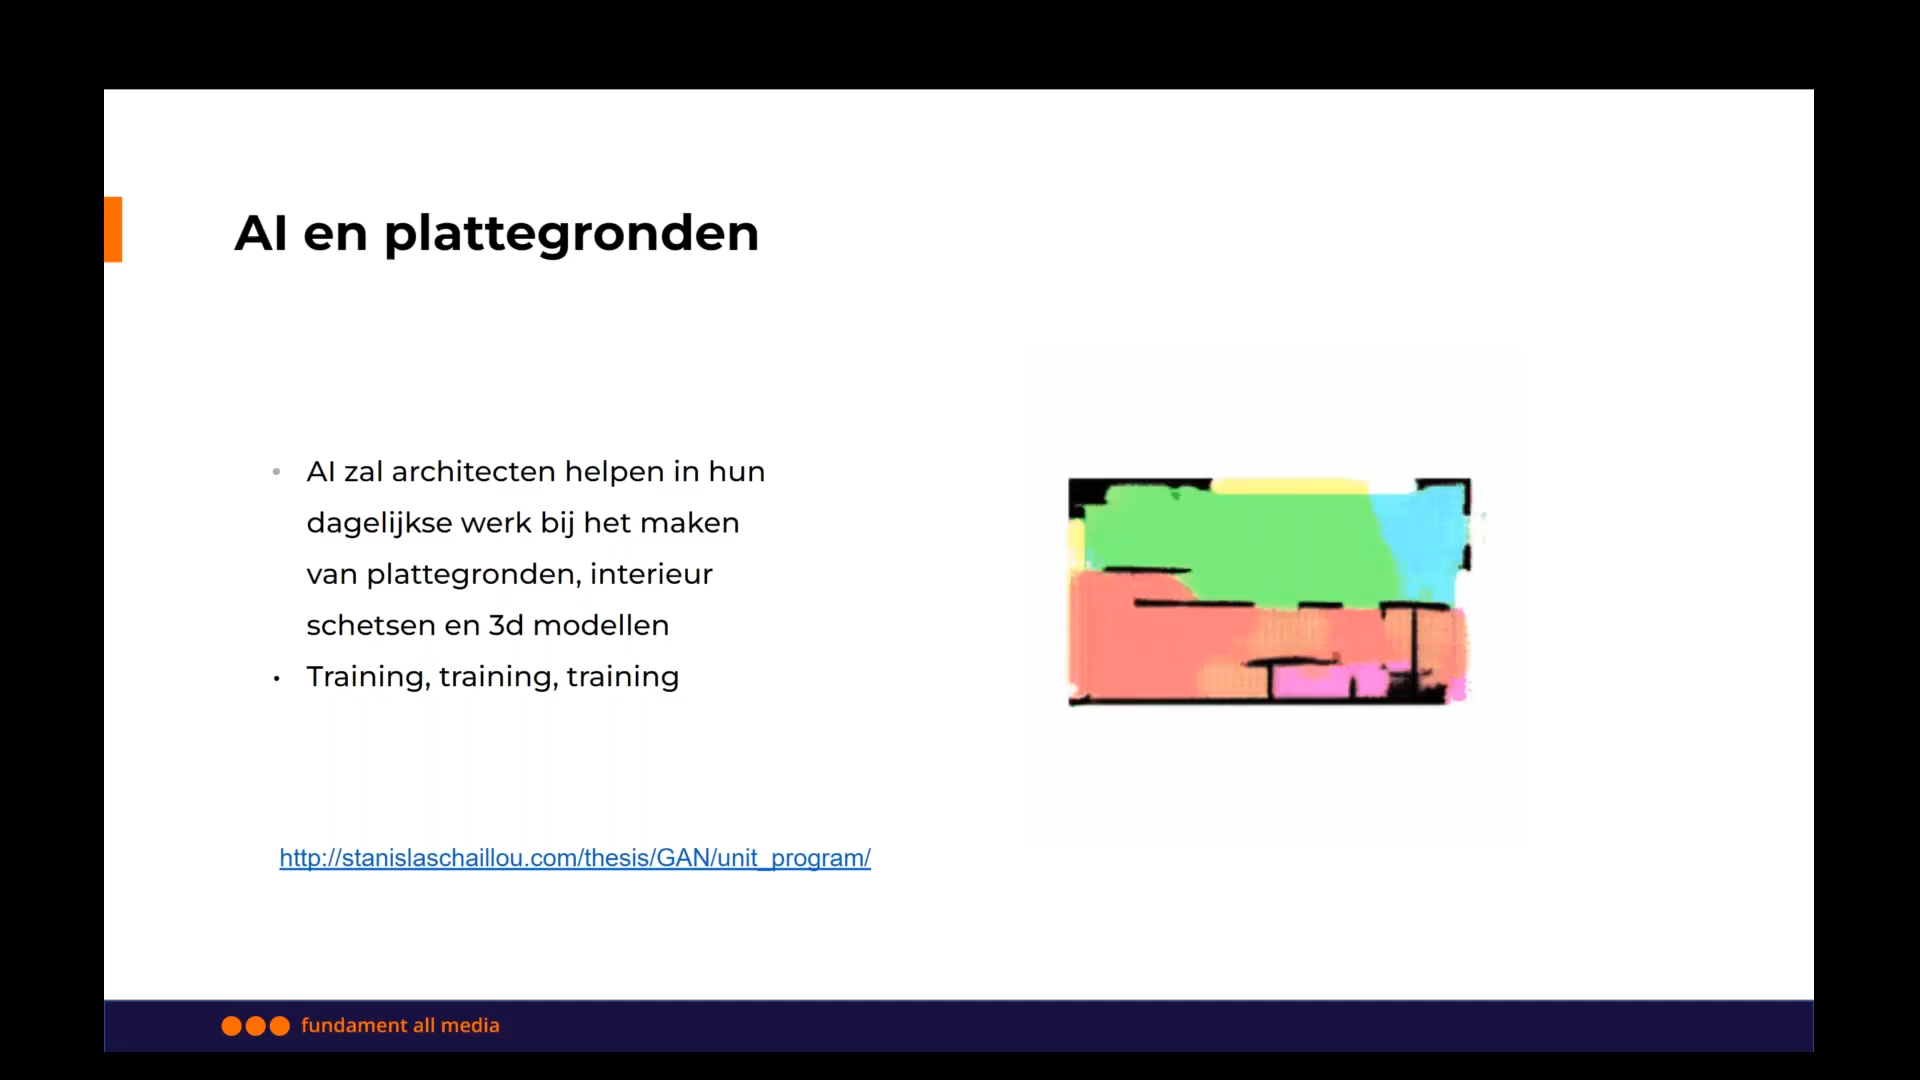 AI en plattegronden
• AI zal architecten helpen in hun
dagelijkse werk bij het maken
van plattegronden, interieur
schetsen en 3d modellen
• Training, training, training
http://stanislaschaillou.com/thesis/GAN/unit_program/
fundament all media